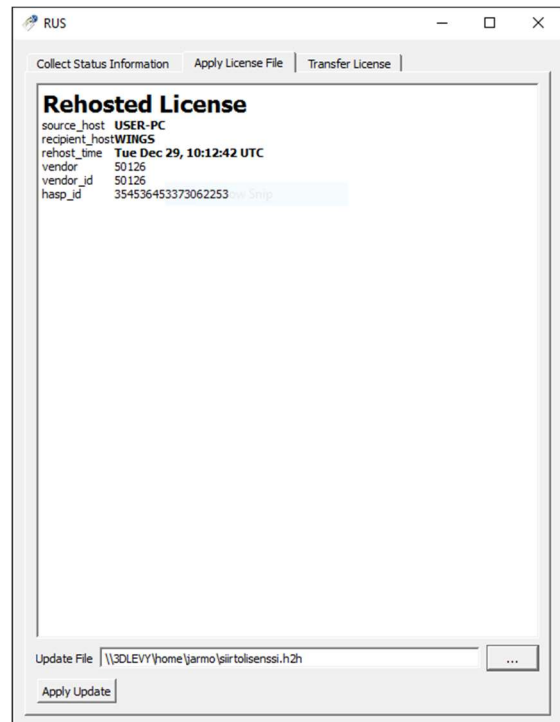 RUS
Collect Status Information Apply License File Transfer License
Rehosted License
source_host USER-PC
recipient_host WINGS
rehost_time Tue Dec 29, 10:12:42 UTC
vendor 50126
vendor_id 50126
hasp_id 354536453373062253
Update File \\3DLEVY\home\jarmo\siirtolisenssi.h2h ...
Apply Update